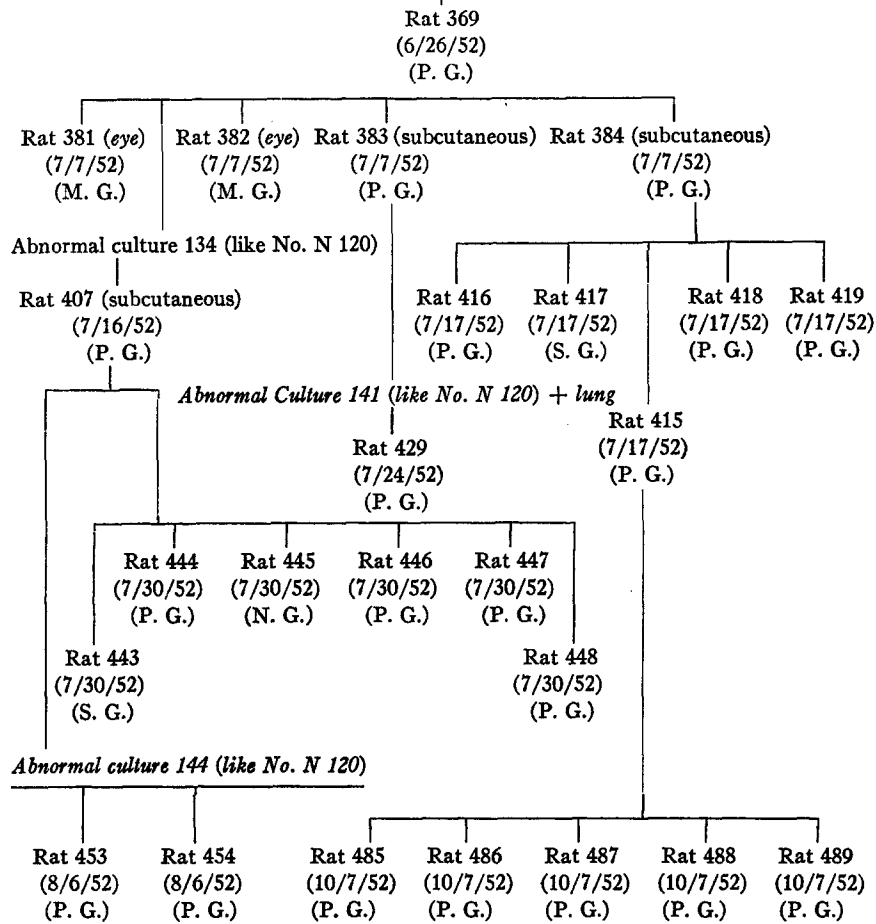 Rat 369
(6/26/52)
(P. G.)
Rat 381 (eye) Rat 382 (eye) Rat 383 (subcutaneous) Rat 384 (subcutaneous)
(7/7/52) (7/7/52) (7/7/52) (7/7/52)
(M. G.) (M. G.) (P. G.) (P. G.)
Abnormal culture 134 (like No. N 120)
Rat 407 (subcutaneous)
(7/16/52)
(P. G.)
Rat 416 Rat 417 Rat 418 Rat 419
(7/17/52) (7/17/52) (7/17/52) (7/17/52)
(P. G.) (S. G.) (P. G.) (P. G.)
Abnormal Culture 141 (like No. N 120) + lung
Rat 415
(7/17/52)
(P. G.)
Rat 429
(7/24/52)
(P. G.)
Rat 444 Rat 445 Rat 446 Rat 447
(7/30/52) (7/30/52) (7/30/52) (7/30/52)
(P. G.) (N. G.) (P. G.) (P. G.)
Rat 443 Rat 448
(7/30/52) (7/30/52)
(S. G.) (P. G.)
Abnormal culture 144 (like No. N 120)
Rat 453 Rat 454 Rat 485 Rat 486 Rat 487 Rat 488 Rat 489
(8/6/52) (8/6/52) (10/7/52) (10/7/52) (10/7/52) (10/7/52) (10/7/52)
(P. G.) (P. G.) (P. G.) (P. G.) (P. G.) (P. G.) (P. G.)